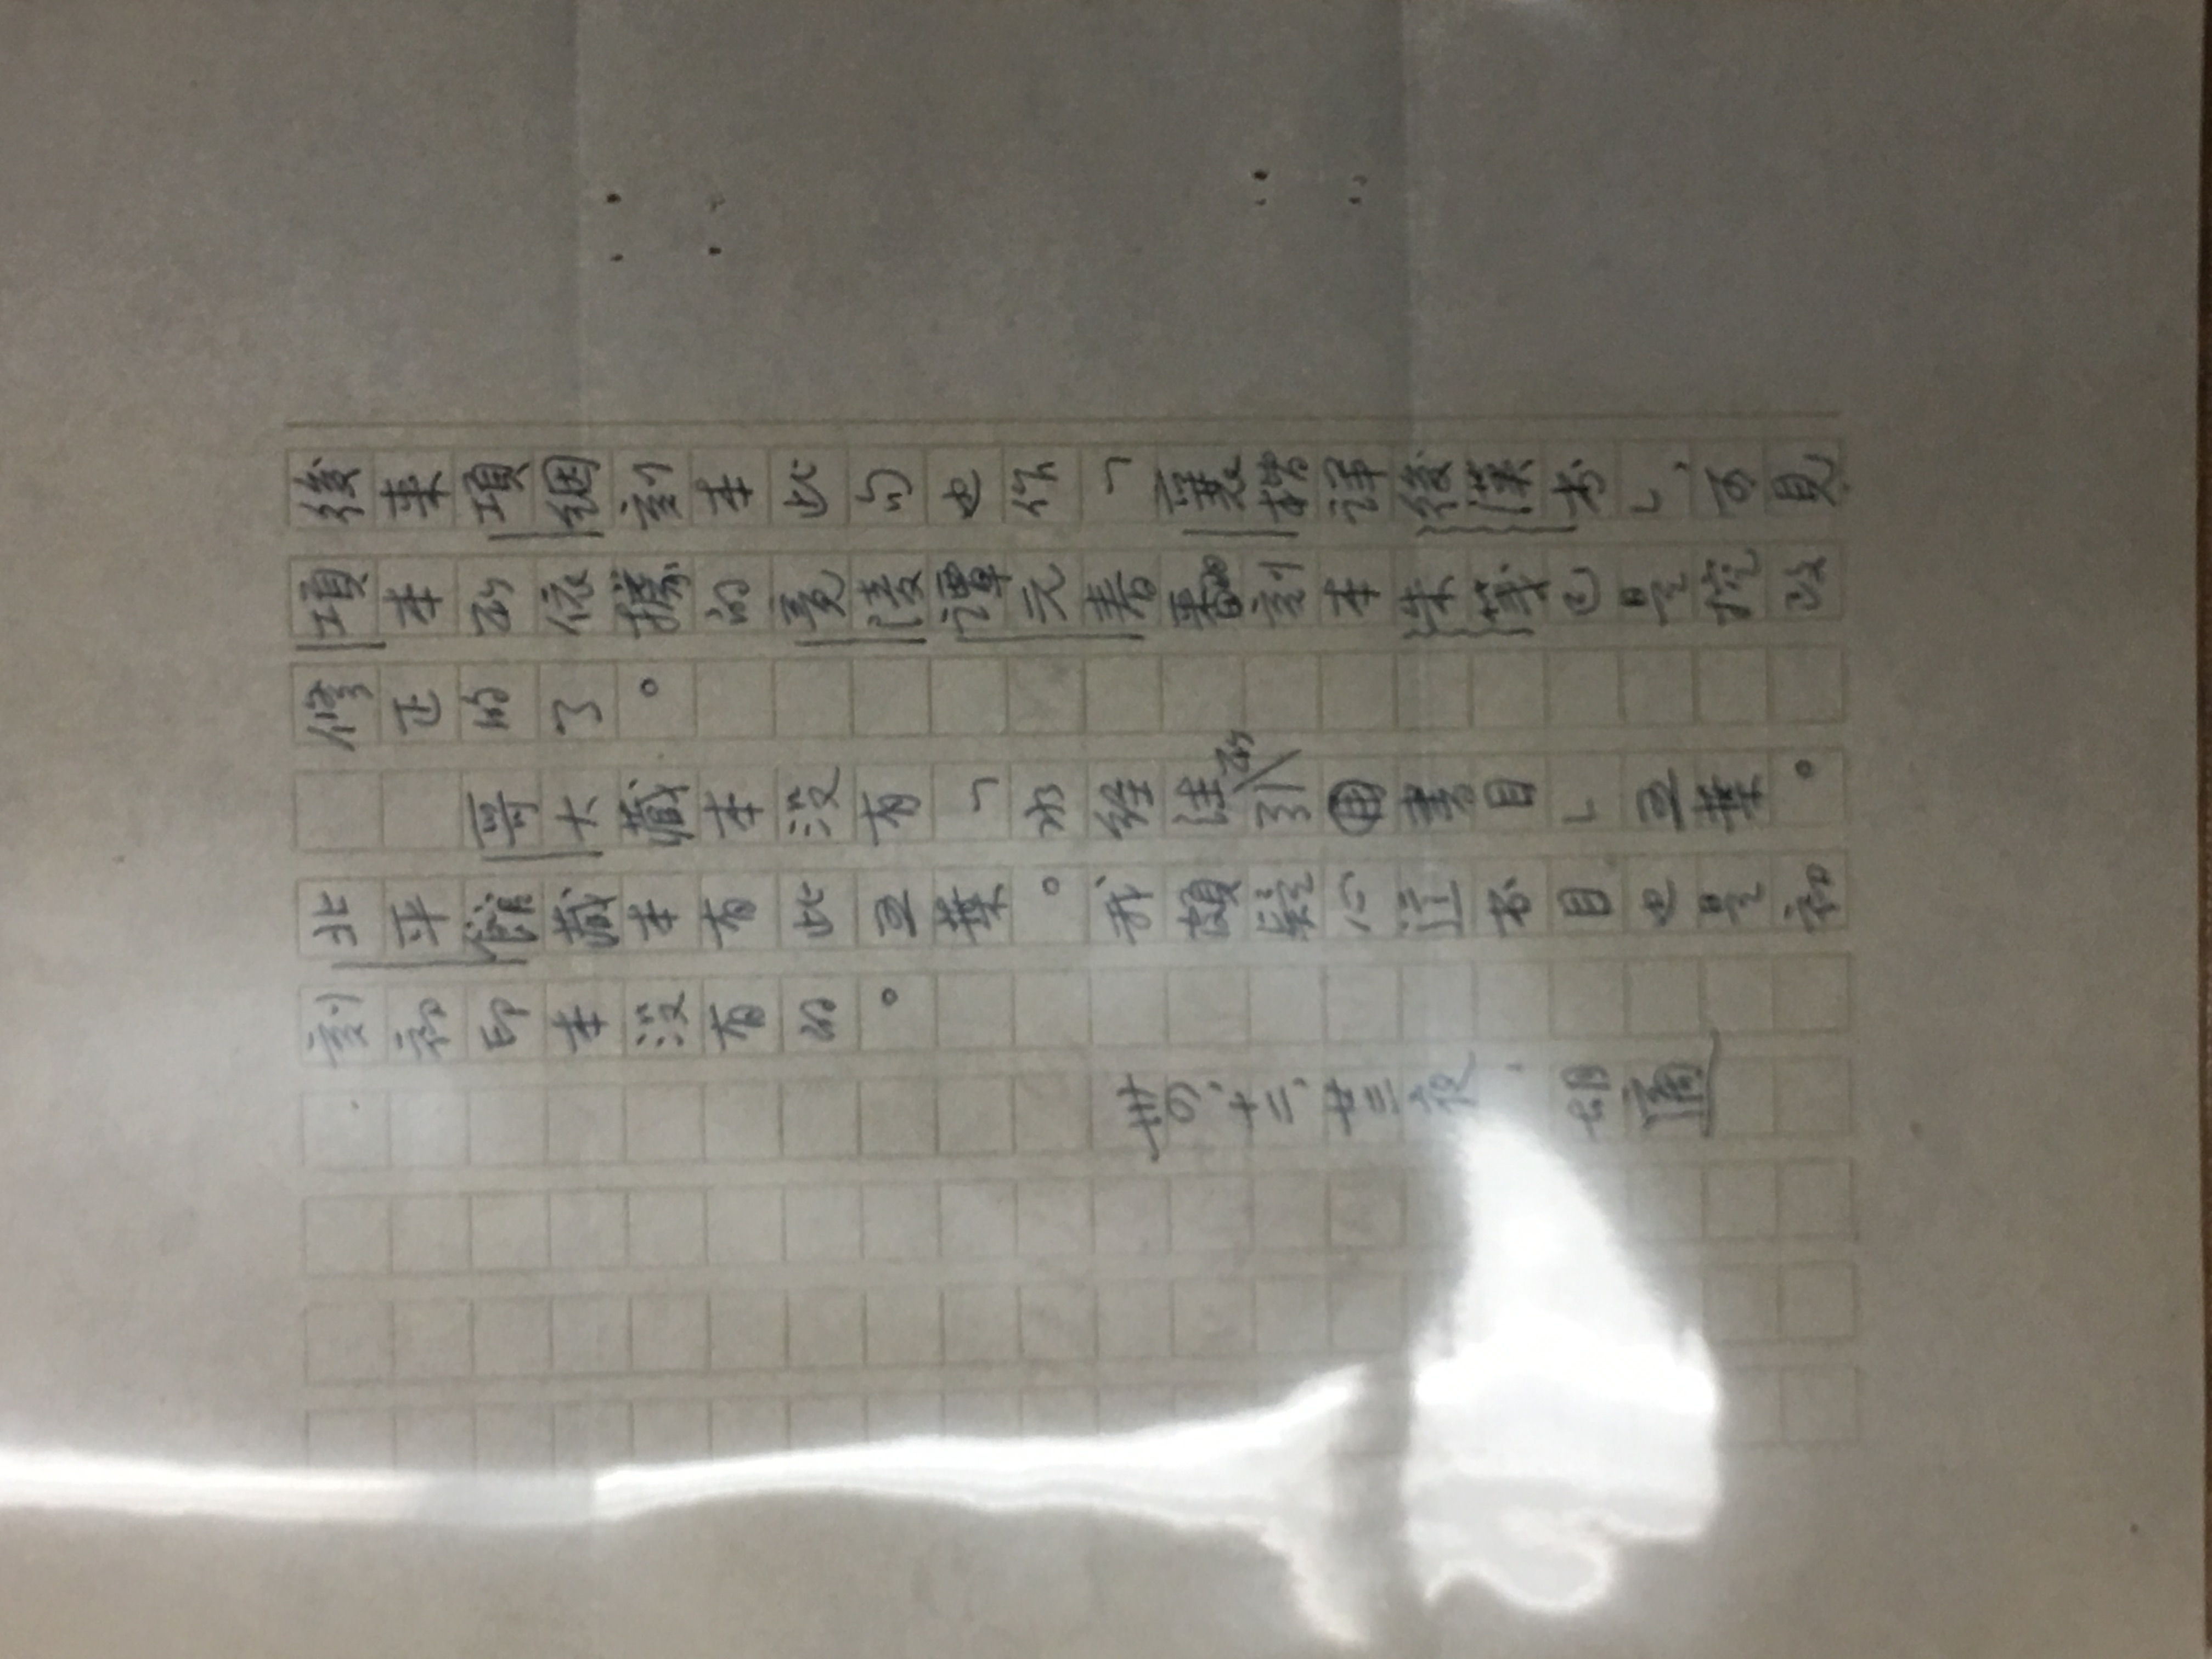 後來項絪刻本此句也作「襄楷詳後漢书」,可見
項本所依據的竟陵譚元春翻刻本朱箋已是挖改
修正的了。
哥大藏本没有「水经注所引書目」五葉。
北平館藏本有此五葉。我頗疑心這书目也是初
刻初印本没有的。
卅四、十二、廿三夜,胡適